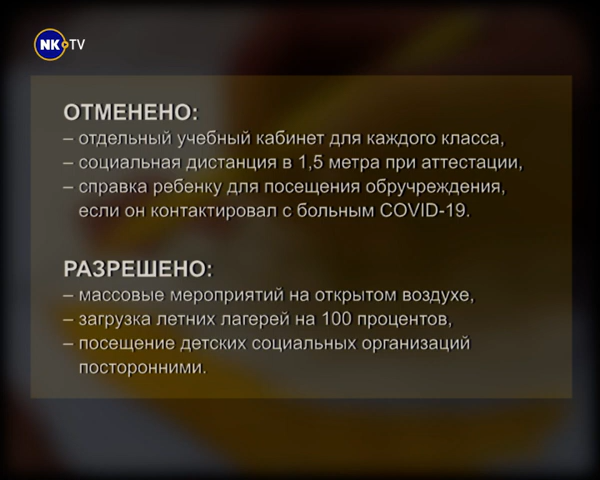 NK TV
ОТМЕНЕНО:
– отдельный учебный кабинет для каждого класса,
– социальная дистанция в 1,5 метра при аттестации,
– справка ребенку для посещения обручреждения,
если он контактировал с больным COVID-19.
РАЗРЕШЕНО:
– массовые мероприятий на открытом воздухе,
– загрузка летних лагерей на 100 процентов,
– посещение детских социальных организаций
посторонними.